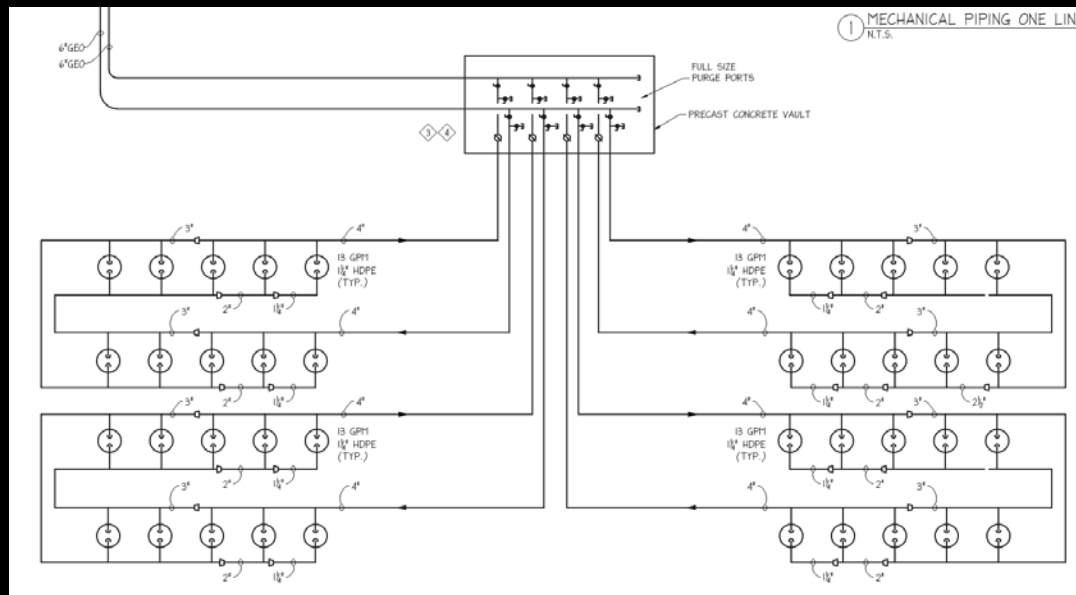 1 MECHANICAL PIPING ONE LIN
N.T.S.
6"GEO
6"GEO
FULL SIZE
PURGE PORTS
PRECAST CONCRETE VAULT
3 4
3" 4"
13 GPM
1¼" HDPE
(TYP.)
2" 1¼"
3" 4"
2" 1¼"
3" 4"
13 GPM
1¼" HDPE
(TYP.)
2" 1¼"
3" 4"
2" 1¼"
4" 3"
13 GPM
1¼" HDPE
(TYP.)
1¼" 2"
4" 3"
1¼" 2" 2½"
4" 3"
13 GPM
1¼" HDPE
(TYP.)
1¼" 2"
4" 3"
1¼" 2"